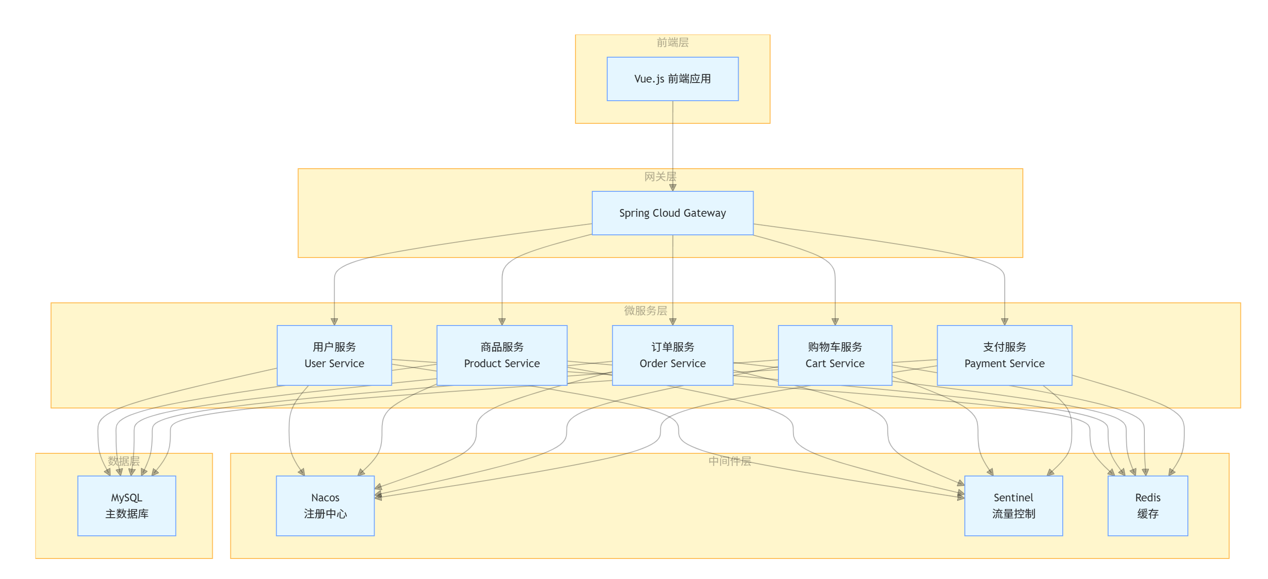 前端层
Vue.js 前端应用
网关层
Spring Cloud Gateway
微服务层
用户服务
User Service
商品服务
Product Service
订单服务
Order Service
购物车服务
Cart Service
支付服务
Payment Service
数据层
MySQL
主数据库
中间件层
Nacos
注册中心
Sentinel
流量控制
Redis
缓存